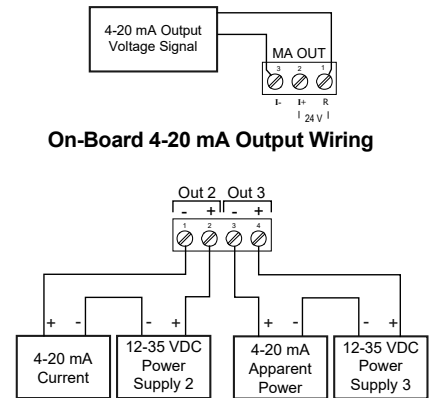 4-20 mA Output
Voltage Signal
MA OUT
3 2 1
I- I+ R
24 V
On-Board 4-20 mA Output Wiring
Out 2 Out 3
- + - +
1 2 3 4
+ - - + + - - +
4-20 mA
Current
12-35 VDC
Power
Supply 2
4-20 mA
Apparent
Power
12-35 VDC
Power
Supply 3